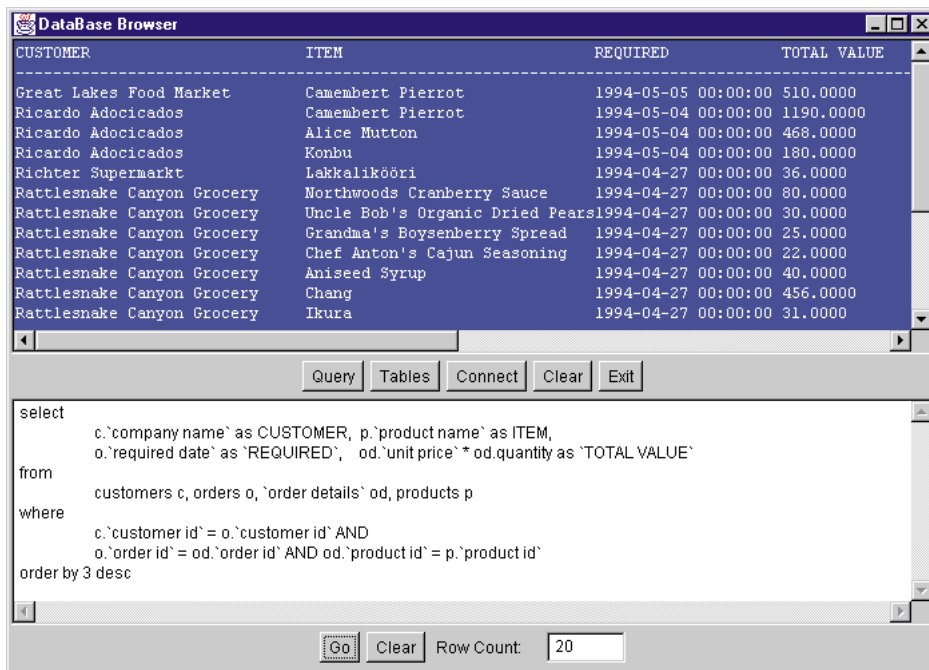 DataBase Browser
CUSTOMER ITEM REQUIRED TOTAL VALUE
--------------------------------------------------------------------------------------------
Great Lakes Food Market Camembert Pierrot 1994-05-05 00:00:00 510.0000
Ricardo Adocicados Camembert Pierrot 1994-05-04 00:00:00 1190.0000
Ricardo Adocicados Alice Mutton 1994-05-04 00:00:00 468.0000
Ricardo Adocicados Konbu 1994-05-04 00:00:00 180.0000
Richter Supermarkt Lakkalikööri 1994-04-27 00:00:00 36.0000
Rattlesnake Canyon Grocery Northwoods Cranberry Sauce 1994-04-27 00:00:00 80.0000
Rattlesnake Canyon Grocery Uncle Bob's Organic Dried Pears1994-04-27 00:00:00 30.0000
Rattlesnake Canyon Grocery Grandma's Boysenberry Spread 1994-04-27 00:00:00 25.0000
Rattlesnake Canyon Grocery Chef Anton's Cajun Seasoning 1994-04-27 00:00:00 22.0000
Rattlesnake Canyon Grocery Aniseed Syrup 1994-04-27 00:00:00 40.0000
Rattlesnake Canyon Grocery Chang 1994-04-27 00:00:00 456.0000
Rattlesnake Canyon Grocery Ikura 1994-04-27 00:00:00 31.0000
Query Tables Connect Clear Exit
select
c.`company name` as CUSTOMER, p.`product name` as ITEM,
o.`required date` as `REQUIRED`, od.`unit price` * od.quantity as `TOTAL VALUE`
from
customers c, orders o, `order details` od, products p
where
c.`customer id` = o.`customer id` AND
o.`order id` = od.`order id` AND od.`product id` = p.`product id`
order by 3 desc
Go Clear Row Count: 20